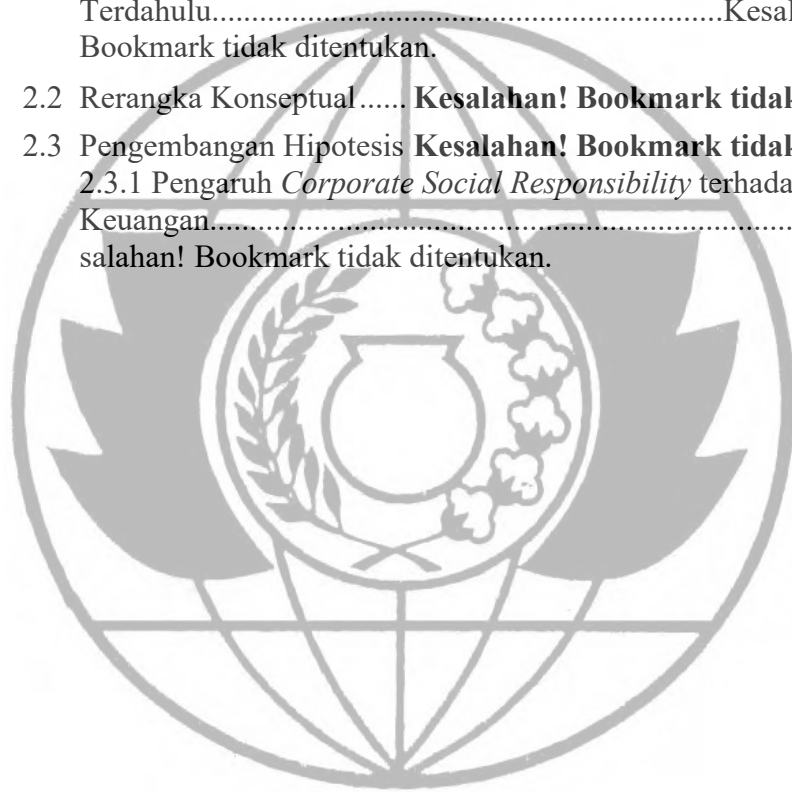 Terdahulu..............................................................Kesal
Bookmark tidak ditentukan.
2.2 Rerangka Konseptual...... Kesalahan! Bookmark tidak
2.3 Pengembangan Hipotesis Kesalahan! Bookmark tidak
2.3.1 Pengaruh Corporate Social Responsibility terhada
Keuangan.......................................................................
salahan! Bookmark tidak ditentukan.